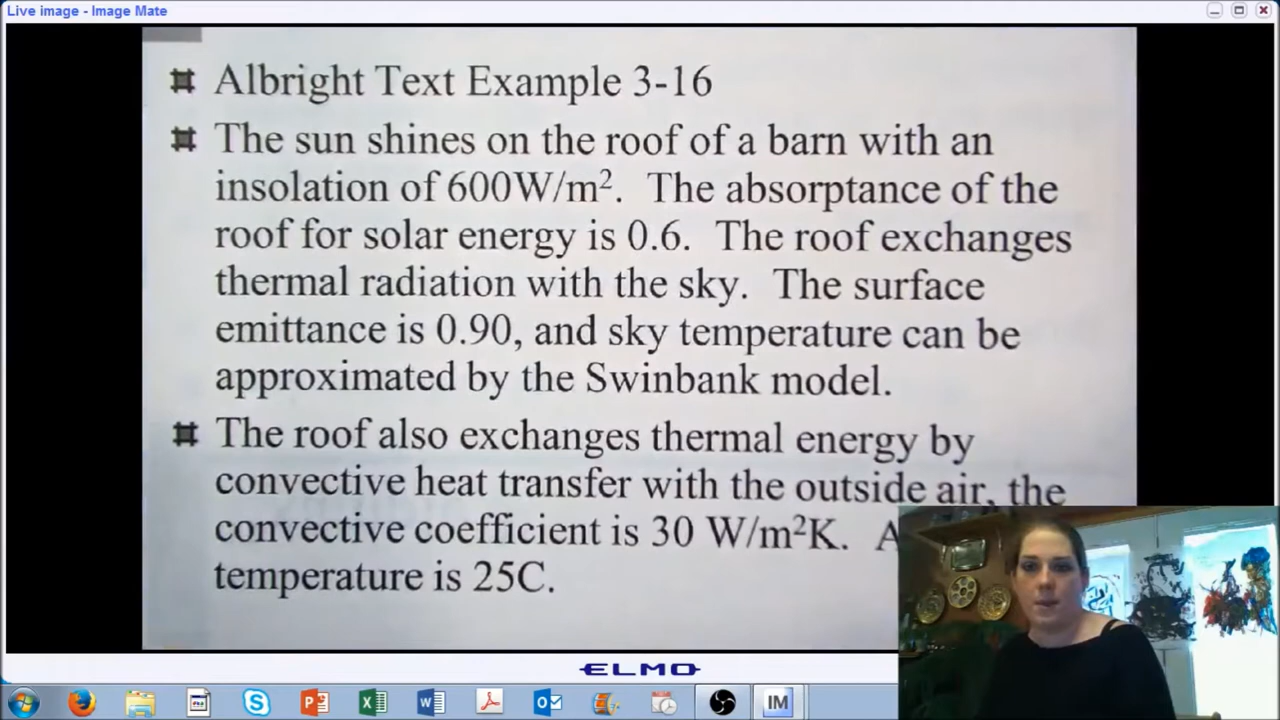 Live image - Image Mate
Albright Text Example 3-16
The sun shines on the roof of a barn with an
insolation of 600W/m². The absorptance of the
roof for solar energy is 0.6. The roof exchanges
thermal radiation with the sky. The surface
emittance is 0.90, and sky temperature can be
approximated by the Swinbank model.
The roof also exchanges thermal energy by
convective heat transfer with the outside air, the
convective coefficient is 30 W/m²K. A
temperature is 25C.
ELMO
IM